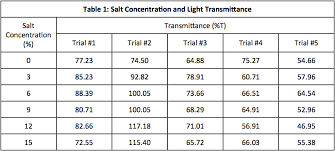 Table 1: Salt Concentration and Light Transmittance
Salt Concentration (%) Transmittance (%T)
Trial #1 Trial #2 Trial #3 Trial #4 Trial #5
0 77.23 74.50 64.88 75.27 54.66
3 85.23 92.82 78.91 60.71 57.96
6 88.39 100.05 73.66 66.51 64.54
9 80.71 100.05 68.29 64.91 52.96
12 82.66 117.18 71.01 56.91 46.95
15 72.55 115.40 65.72 66.03 55.38